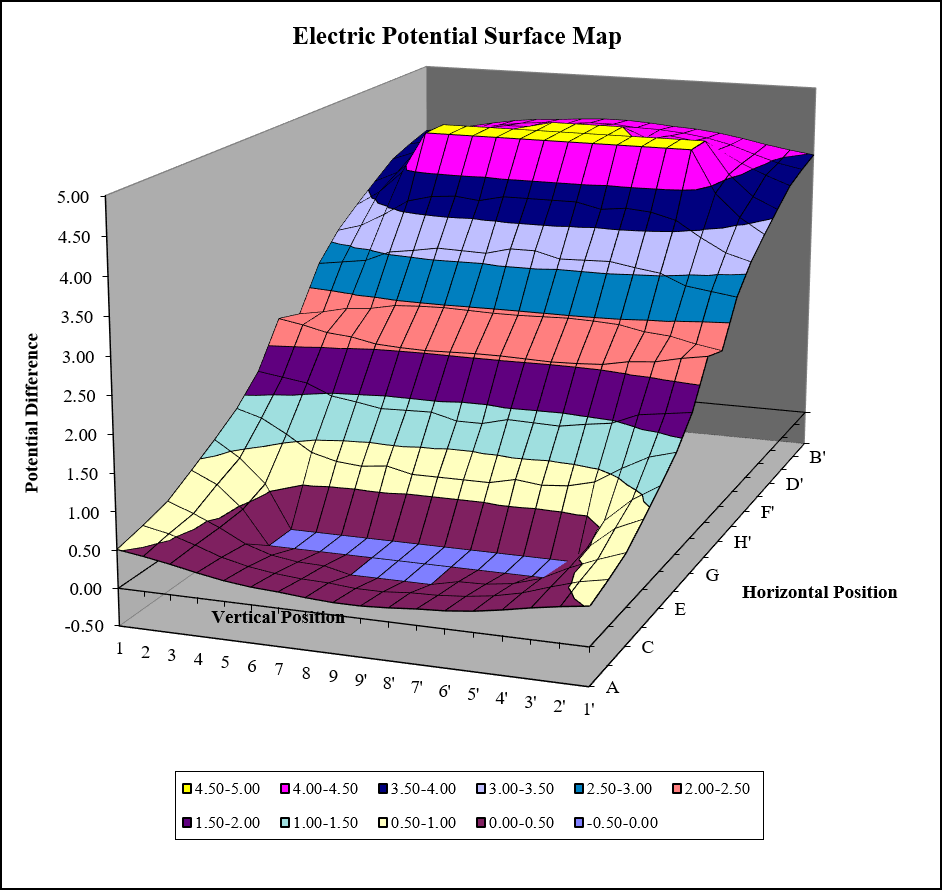 Electric Potential Surface Map
5.00
4.50
4.00
3.50
3.00
2.50
2.00
1.50
1.00
0.50
0.00
-0.50
Potential Difference
1 2 3 4 5 6 7 8 9 9' 8' 7' 6' 5' 4' 3' 2' 1'
Vertical Position
B'
D'
F'
H'
G
E
C
A
Horizontal Position
4.50-5.00 4.00-4.50 3.50-4.00 3.00-3.50 2.50-3.00 2.00-2.50
1.50-2.00 1.00-1.50 0.50-1.00 0.00-0.50 -0.50-0.00